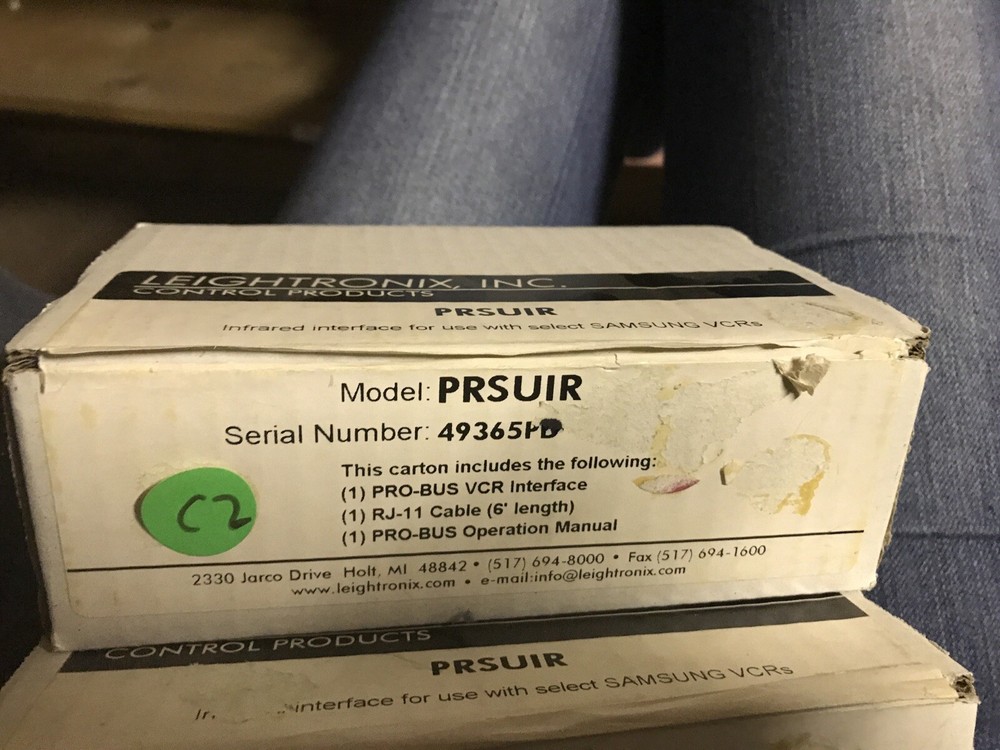 LEIGHTRONIX, INC.
CONTROL PRODUCTS
PRSUIR
Infrared interface for use with select SAMSUNG VCRs
Model: PRSUIR
Serial Number: 49365
This carton includes the following:
(1) PRO-BUS VCR Interface
(1) RJ-11 Cable (6' length)
(1) PRO-BUS Operation Manual
C2
2330 Jarco Drive Holt, MI 48842 • (517) 694-8000 • Fax (517) 694-1600
www.leightronix.com • e-mail:info@leightronix.com
CONTROL PRODUCTS
PRSUIR
interface for use with select SAMSUNG VCRs